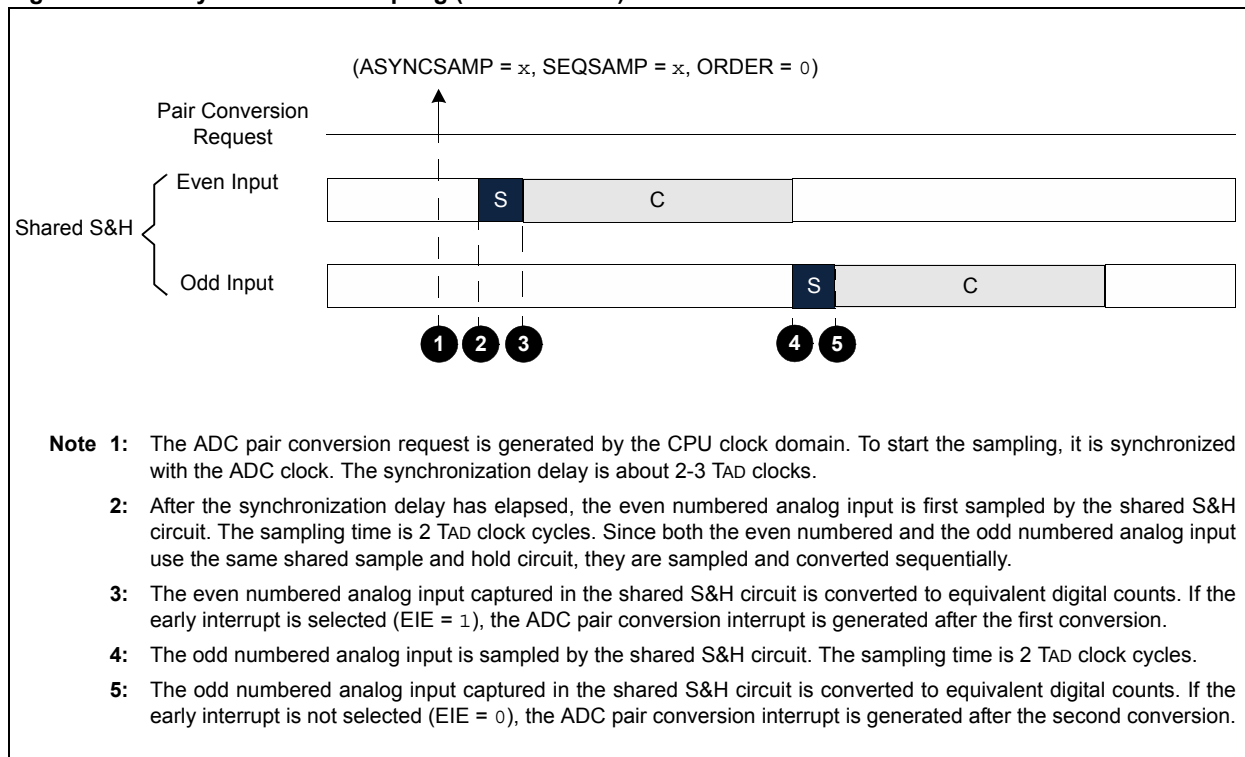 (ASYNCSAMP = x, SEQSAMP = x, ORDER = 0)
Pair Conversion
Request
Even Input
S
C
Shared S&H
Odd Input
S
C
1
2
3
4
5
Note 1: The ADC pair conversion request is generated by the CPU clock domain. To start the sampling, it is synchronized
with the ADC clock. The synchronization delay is about 2-3 TAD clocks.
2: After the synchronization delay has elapsed, the even numbered analog input is first sampled by the shared S&H
circuit. The sampling time is 2 TAD clock cycles. Since both the even numbered and the odd numbered analog input
use the same shared sample and hold circuit, they are sampled and converted sequentially.
3: The even numbered analog input captured in the shared S&H circuit is converted to equivalent digital counts. If the
early interrupt is selected (EIE = 1), the ADC pair conversion interrupt is generated after the first conversion.
4: The odd numbered analog input is sampled by the shared S&H circuit. The sampling time is 2 TAD clock cycles.
5: The odd numbered analog input captured in the shared S&H circuit is converted to equivalent digital counts. If the
early interrupt is not selected (EIE = 0), the ADC pair conversion interrupt is generated after the second conversion.